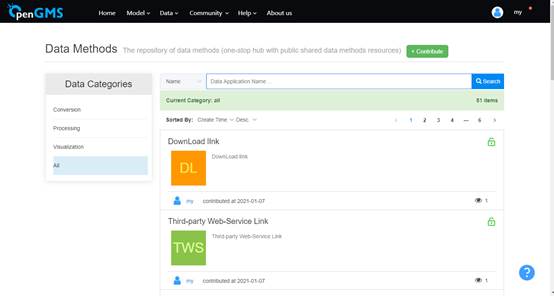 OpenGMS Home Model Data Community Help About us my
Data Methods The repository of data methods (one-stop hub with public shared data methods resources) + Contribute
Data Categories
Conversion
Processing
Visualization
All
Name Data Application Name ... Search
Current Category: all 51 items
Sorted By: Create Time Desc. < 1 2 3 4 ... 6 >
DownLoad lInk
DL
DownLoad Link
my contributed at 2021-01-07 1
Third-party Web-Service Link
TWS
Third-party Web-Service Link
my contributed at 2021-01-07 1
?